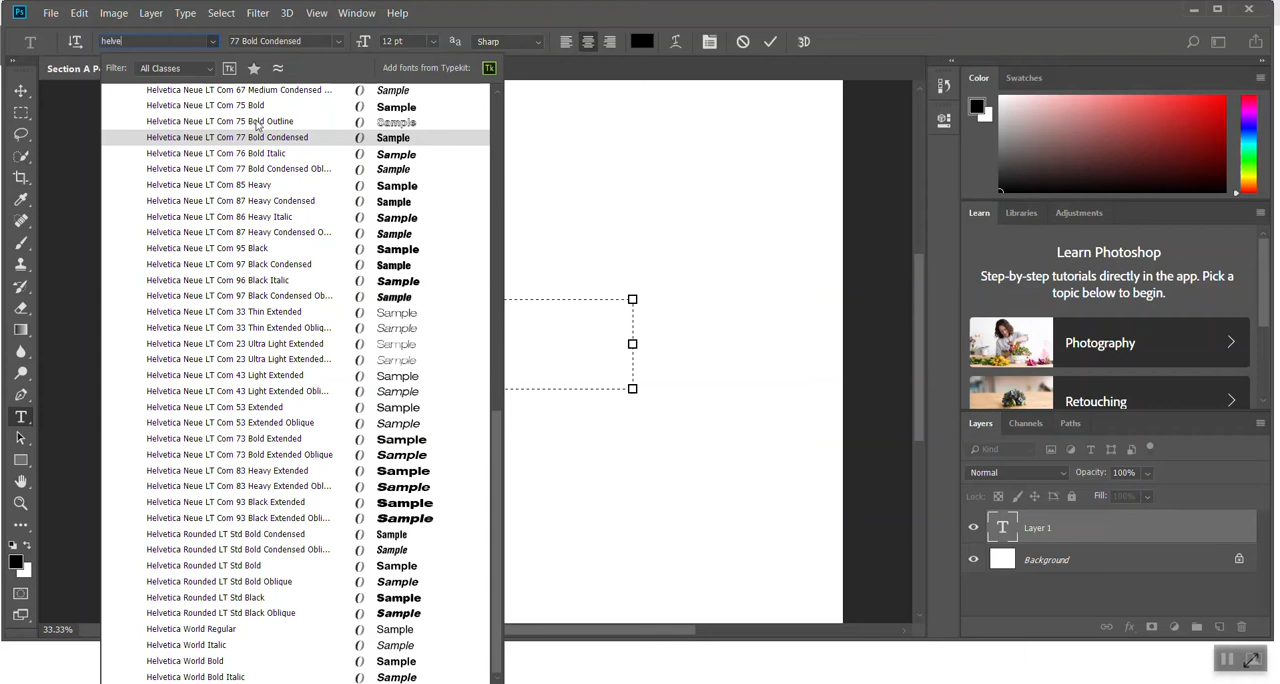 Ps File Edit Image Layer Type Select Filter 3D View Window Help
helve 77 Bold Condensed 12 pt aa Sharp 3D
Filter: All Classes Tk Add fonts from Typekit: Tk
Section A P
Helvetica Neue LT Com 67 Medium Condensed ... Sample
Helvetica Neue LT Com 75 Bold Sample
Helvetica Neue LT Com 75 Bold Outline Sample
Helvetica Neue LT Com 77 Bold Condensed Sample
Helvetica Neue LT Com 76 Bold Italic Sample
Helvetica Neue LT Com 77 Bold Condensed Obl... Sample
Helvetica Neue LT Com 85 Heavy Sample
Helvetica Neue LT Com 87 Heavy Condensed Sample
Helvetica Neue LT Com 86 Heavy Italic Sample
Helvetica Neue LT Com 87 Heavy Condensed O... Sample
Helvetica Neue LT Com 95 Black Sample
Helvetica Neue LT Com 97 Black Condensed Sample
Helvetica Neue LT Com 96 Black Italic Sample
Helvetica Neue LT Com 97 Black Condensed Ob... Sample
Helvetica Neue LT Com 33 Thin Extended Sample
Helvetica Neue LT Com 33 Thin Extended Obliq... Sample
Helvetica Neue LT Com 23 Ultra Light Extended Sample
Helvetica Neue LT Com 23 Ultra Light Extended... Sample
Helvetica Neue LT Com 43 Light Extended Sample
Helvetica Neue LT Com 43 Light Extended Obli... Sample
Helvetica Neue LT Com 53 Extended Sample
Helvetica Neue LT Com 53 Extended Oblique Sample
Helvetica Neue LT Com 73 Bold Extended Sample
Helvetica Neue LT Com 73 Bold Extended Oblique Sample
Helvetica Neue LT Com 83 Heavy Extended Sample
Helvetica Neue LT Com 83 Heavy Extended Obl... Sample
Helvetica Neue LT Com 93 Black Extended Sample
Helvetica Neue LT Com 93 Black Extended Obli... Sample
Helvetica Rounded LT Std Bold Condensed Sample
Helvetica Rounded LT Std Bold Condensed Obli... Sample
Helvetica Rounded LT Std Bold Sample
Helvetica Rounded LT Std Bold Oblique Sample
Helvetica Rounded LT Std Black Sample
Helvetica Rounded LT Std Black Oblique Sample
Helvetica World Regular Sample
Helvetica World Italic Sample
Helvetica World Bold Sample
Helvetica World Bold Italic Sample
33.33%
Color Swatches
Learn Libraries Adjustments
Learn Photoshop
Step-by-step tutorials directly in the app. Pick a
topic below to begin.
Photography
Retouching
Layers Channels Paths
Kind
Normal Opacity: 100%
Lock: Fill: 100%
T Layer 1
Background